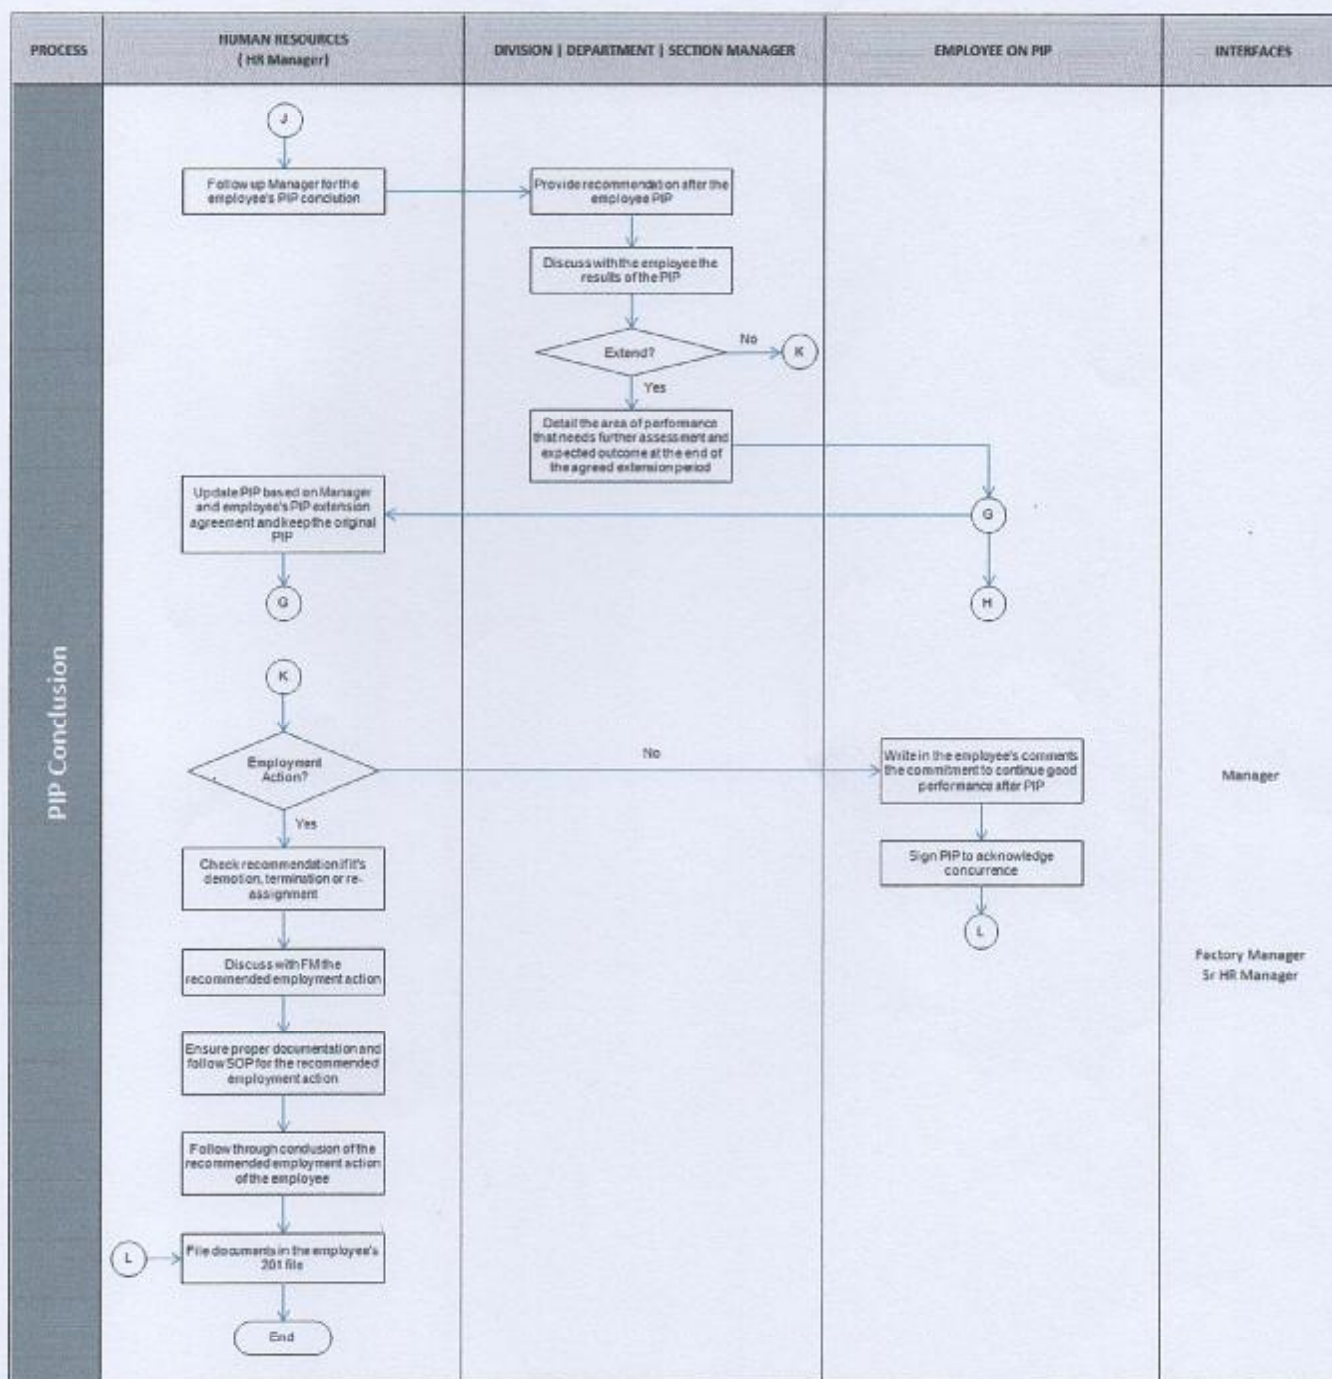 PROCESS
HUMAN RESOURCES
( HR Manager)
DIVISION | DEPARTMENT | SECTION MANAGER
EMPLOYEE ON PIP
INTERFACES
PIP Conclusion
J
Follow up Manager for the
employee's PIP conclution
Provide recommendation after the
employee PIP
Discuss with the employee the
results of the PIP
Extend?
No
K
Yes
Detail the area of performance
that needs further assessment and
expected outcome at the end of
the agreed extension period
Update PIP based on Manager
and employee's PIP extension
agreement and keep the original
PIP
G
G
H
K
Employment
Action?
No
Write in the employee's comments
the commitment to continue good
performance after PIP
Manager
Yes
Check recommendation if it's
demotion, termination or re-
assignment
Sign PIP to acknowledge
concurrence
L
Discuss with FM the
recommended employment action
Factory Manager
Sr HR Manager
Ensure proper documentation and
follow SOP for the recommended
employment action
Follow through conclusion of the
recommended employment action
of the employee
L
File documents in the employee's
201 file
End